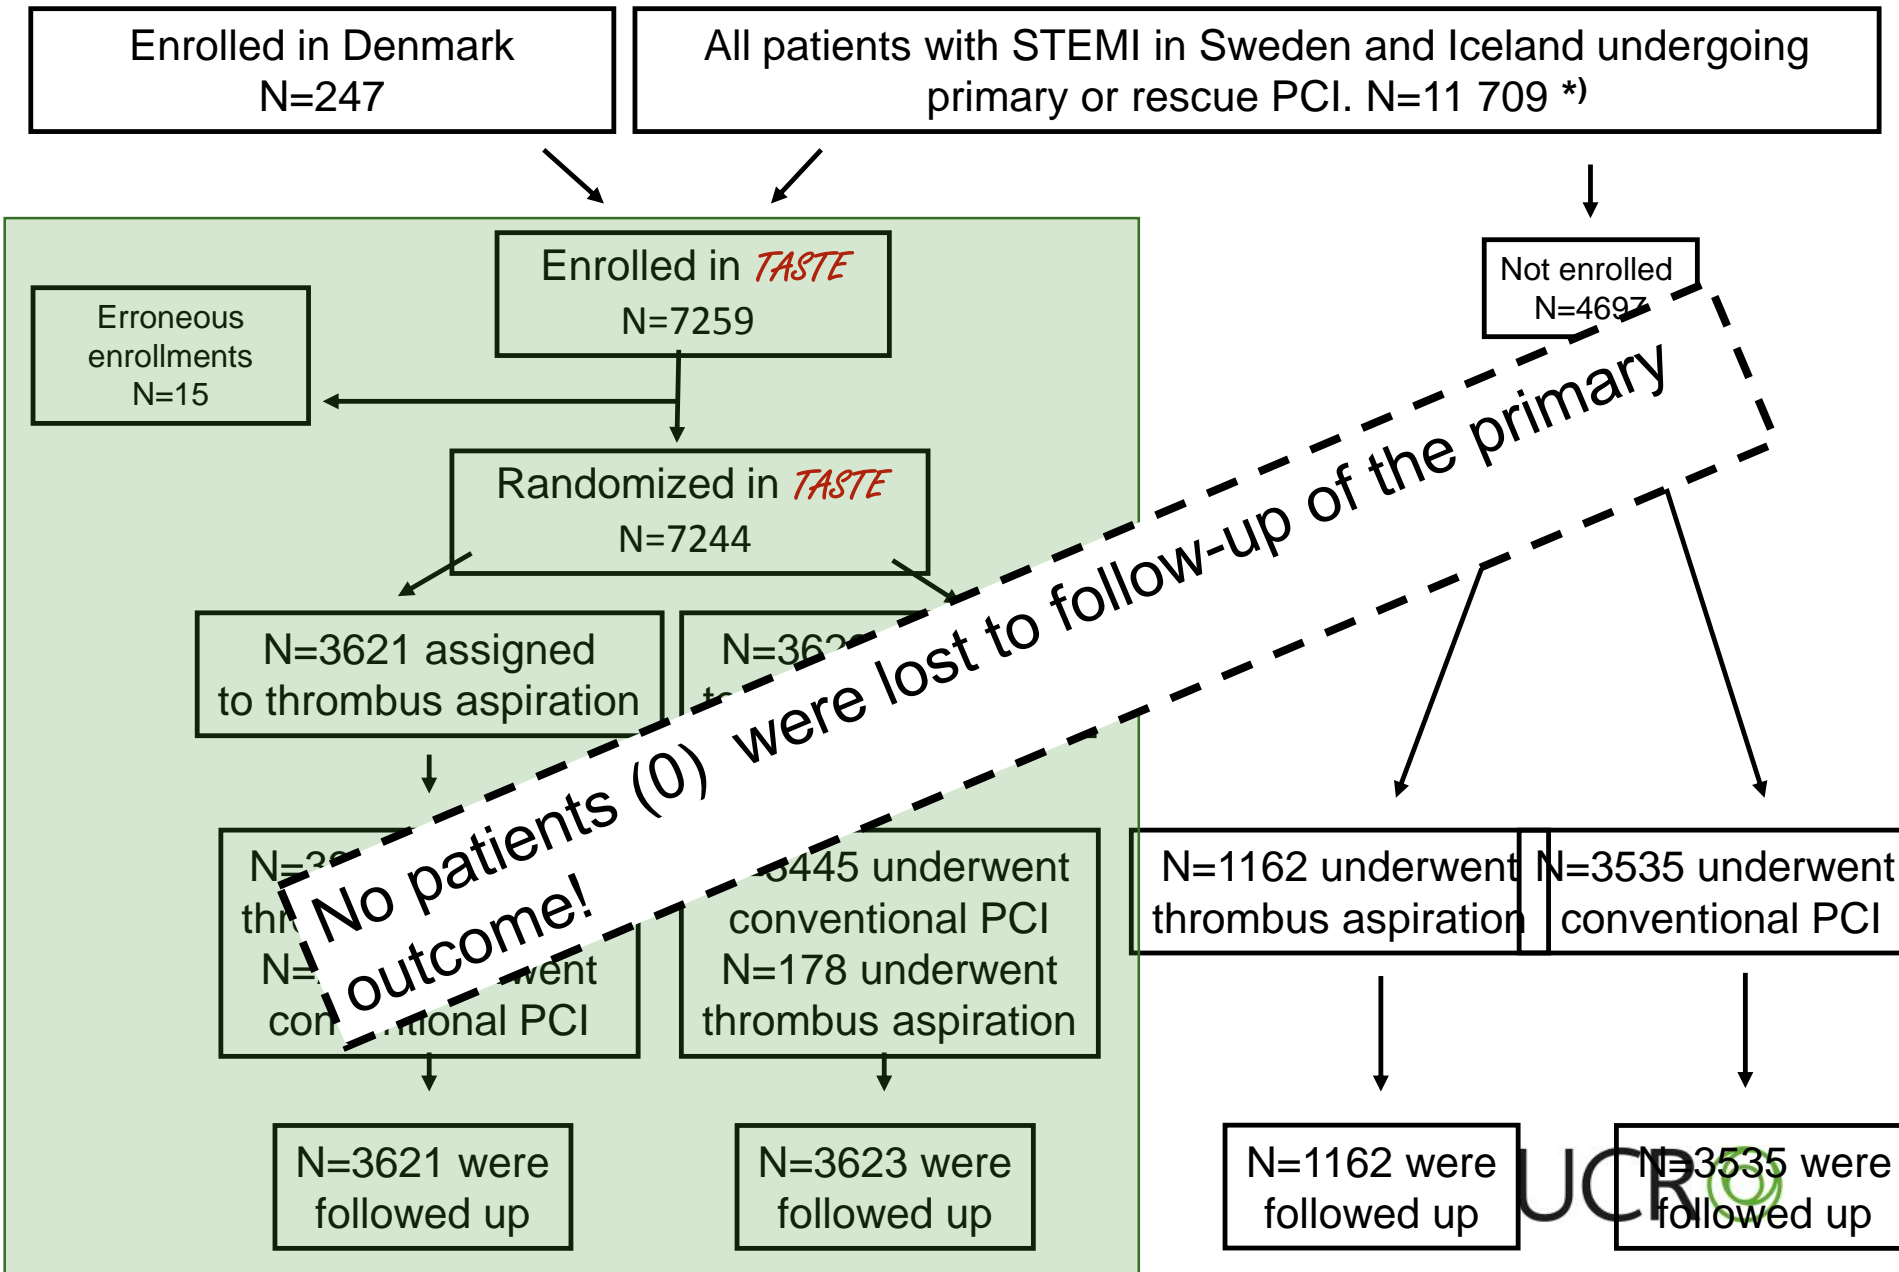 Enrolled in Denmark
N=247
All patients with STEMI in Sweden and Iceland undergoing
primary or rescue PCI. N=11 709 *)
Enrolled in TASTE
N=7259
Not enrolled
N=4697
Erroneous
enrollments
N=15
Randomized in TASTE
N=7244
N=3621 assigned
to thrombus aspiration
No patients (0) were lost to follow-up of the primary
outcome!
conventional PCI
3445 underwent
conventional PCI
N=178 underwent
thrombus aspiration
N=1162 underwent
thrombus aspiration
N=3535 underwent
conventional PCI
N=3621 were
followed up
N=3623 were
followed up
N=1162 were
followed up
N=3535 were
followed up
UCR